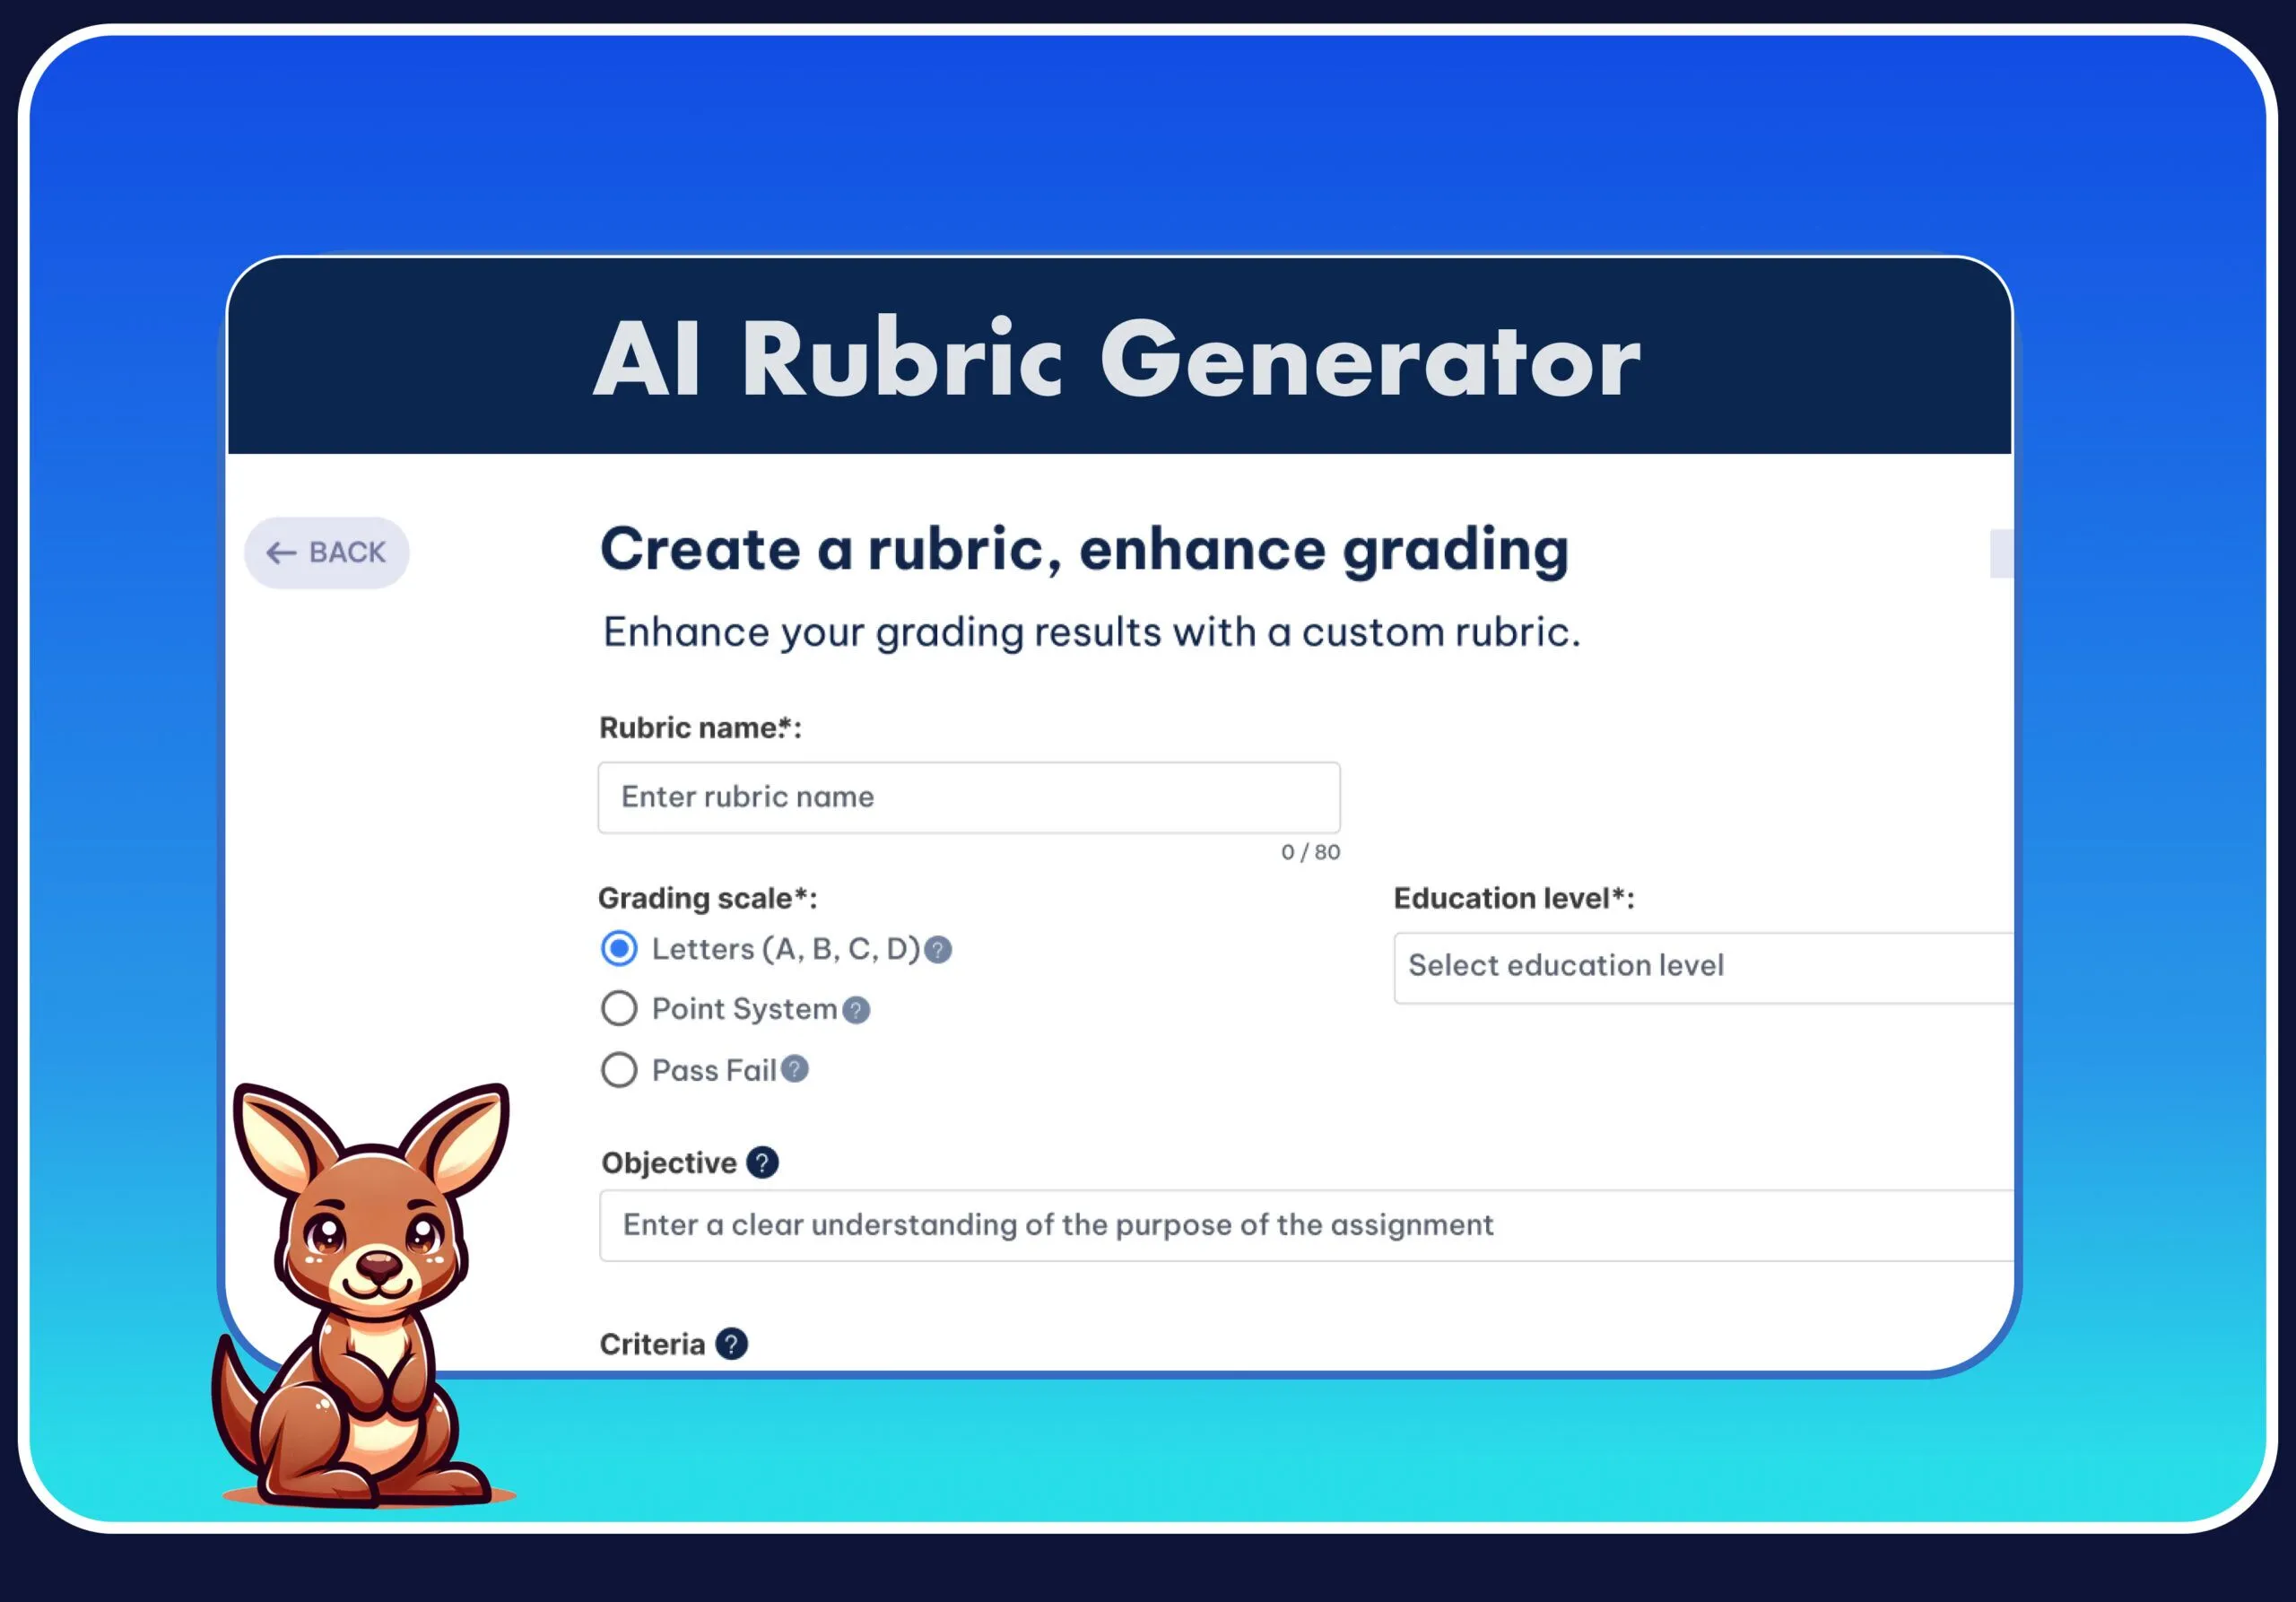 AI Rubric Generator
← BACK
Create a rubric, enhance grading
Enhance your grading results with a custom rubric.
Rubric name:*:
Enter rubric name
0 / 80
Grading scale*:
Letters (A, B, C, D) ?
Point System ?
Pass Fail ?
Education level*:
Select education level
Objective ?
Enter a clear understanding of the purpose of the assignment
Criteria ?